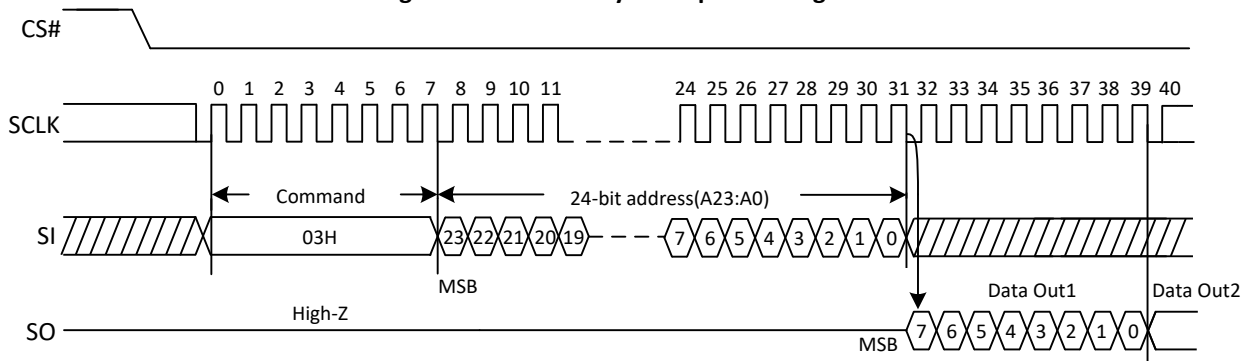 CS#
0 1 2 3 4 5 6 7 8 9 10 11 24 25 26 27 28 29 30 31 32 33 34 35 36 37 38 39 40
SCLK
Command 24-bit address(A23:A0)
SI 03H 23 22 21 20 19 7 6 5 4 3 2 1 0
MSB
High-Z Data Out1 Data Out2
SO MSB 7 6 5 4 3 2 1 0